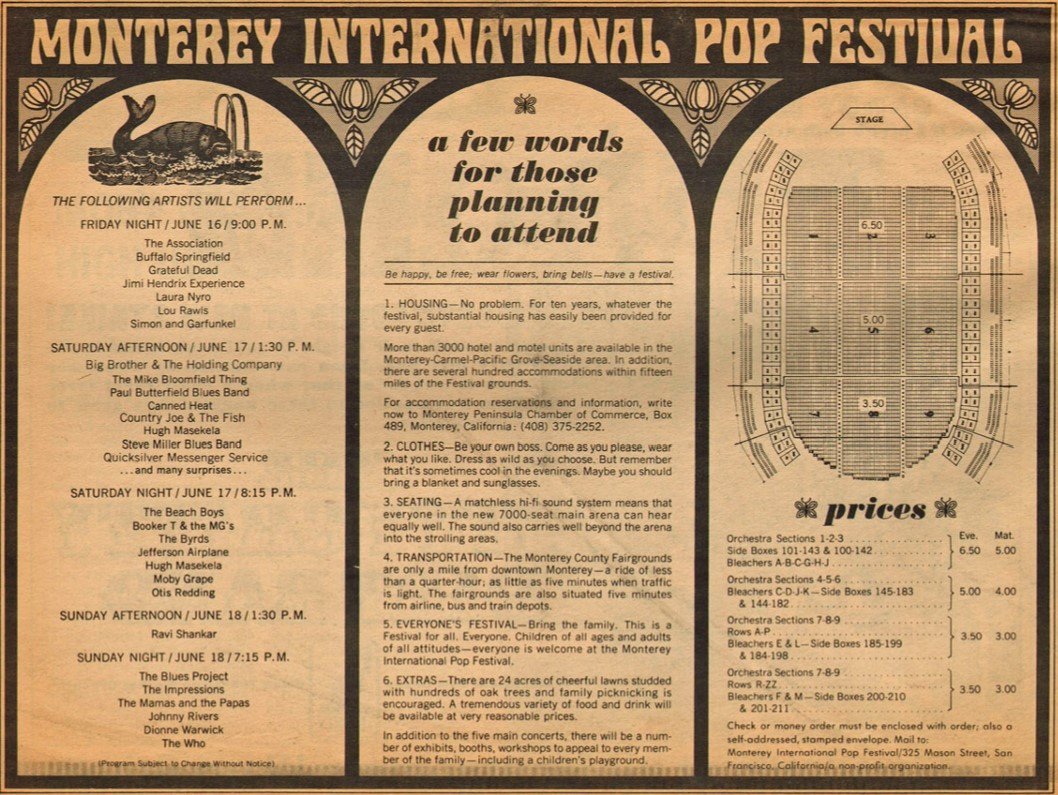 MONTEREY INTERNATIONAL POP FESTIVAL
THE FOLLOWING ARTISTS WILL PERFORM...
FRIDAY NIGHT / JUNE 16 / 9:00 P.M.
The Association
Buffalo Springfield
Grateful Dead
Jimi Hendrix Experience
Laura Nyro
Lou Rawls
Simon and Garfunkel
SATURDAY AFTERNOON / JUNE 17 / 1:30 P.M.
Big Brother & The Holding Company
The Mike Bloomfield Thing
Paul Butterfield Blues Band
Canned Heat
Country Joe & The Fish
Hugh Masekela
Steve Miller Blues Band
Quicksilver Messenger Service
...and many surprises...
SATURDAY NIGHT / JUNE 17 / 8:15 P.M.
The Beach Boys
Booker T & the MG's
The Byrds
Jefferson Airplane
Hugh Masekela
Moby Grape
Otis Redding
SUNDAY AFTERNOON / JUNE 18 / 1:30 P.M.
Ravi Shankar
SUNDAY NIGHT / JUNE 18 / 7:15 P.M.
The Blues Project
The Impressions
The Mamas and the Papas
Johnny Rivers
Dionne Warwick
The Who
(Program Subject to Change Without Notice)
a few words
for those
planning
to attend
Be happy, be free; wear flowers, bring bells—have a festival.
1. HOUSING—No problem. For ten years, whatever the
festival, substantial housing has easily been provided for
every guest.
More than 3000 hotel and motel units are available in the
Monterey-Carmel-Pacific Grove-Seaside area. In addition,
there are several hundred accommodations within fifteen
miles of the Festival grounds.
For accommodation reservations and information, write
now to Monterey Peninsula Chamber of Commerce, Box
489, Monterey, California: (408) 375-2252.
2. CLOTHES—Be your own boss. Come as you please, wear
what you like. Dress as wild as you choose. But remember
that it's sometimes cool in the evenings. Maybe you should
bring a blanket and sunglasses.
3. SEATING—A matchless hi-fi sound system means that
everyone in the new 7000-seat main arena can hear
equally well. The sound also carries well beyond the arena
into the strolling areas.
4. TRANSPORTATION—The Monterey County Fairgrounds
are only a mile from downtown Monterey—a ride of less
than a quarter-hour; as little as five minutes when traffic
is light. The fairgrounds are also situated five minutes
from airline, bus and train depots.
5. EVERYONE'S FESTIVAL—Bring the family. This is a
Festival for all. Everyone. Children of all ages and adults
of all attitudes—everyone is welcome at the Monterey
International Pop Festival.
6. EXTRAS—There are 24 acres of cheerful lawns studded
with hundreds of oak trees and family picknicking is
encouraged. A tremendous variety of food and drink will
be available at very reasonable prices.
In addition to the five main concerts, there will be a num-
ber of exhibits, booths, workshops to appeal to every mem-
ber of the family—including a children's playground.
STAGE
6.50
1 2 3
5.00
4 5 6
3.50
7 8 9
prices
Eve. Mat.
Orchestra Sections 1-2-3
Side Boxes 101-143 & 100-142 6.50 5.00
Bleachers A-B-C-G-H-J
Orchestra Sections 4-5-6
Bleachers C-D-J-K—Side Boxes 145-183 5.00 4.00
& 144-182
Orchestra Sections 7-8-9
Rows A-P
Bleachers E & L—Side Boxes 185-199 3.50 3.00
& 184-198
Orchestra Sections 7-8-9
Rows R-ZZ
Bleachers F & M—Side Boxes 200-210 3.50 3.00
& 201-211
Check or money order must be enclosed with order; also a
self-addressed, stamped envelope. Mail to:
Monterey International Pop Festival/325 Mason Street, San
Francisco, California/a non-profit organization.